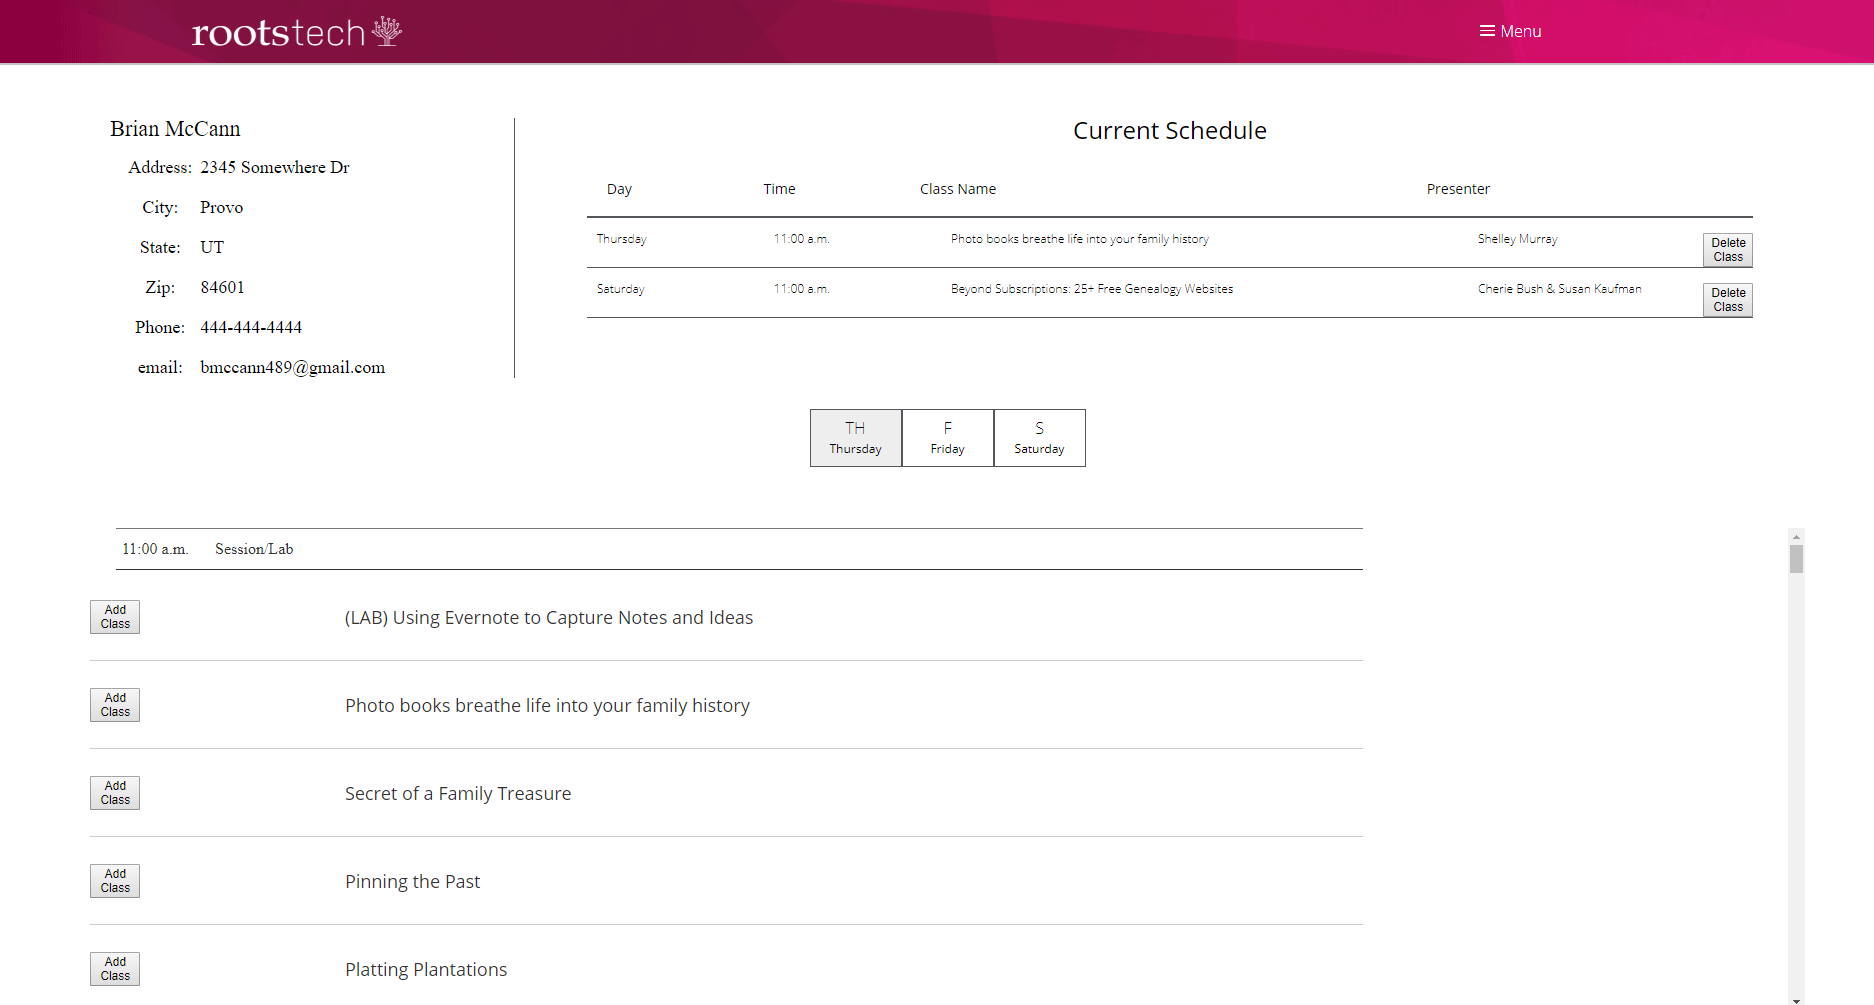 rootstech
Menu
Brian McCann
Address: 2345 Somewhere Dr
City: Provo
State: UT
Zip: 84601
Phone: 444-444-4444
email: bmccann489@gmail.com
Current Schedule
Day Time Class Name Presenter
Thursday 11:00 a.m. Photo books breathe life into your family history Shelley Murray Delete
Class
Saturday 11:00 a.m. Beyond Subscriptions: 25+ Free Genealogy Websites Cherie Bush & Susan Kaufman Delete
Class
TH F S
Thursday Friday Saturday
11:00 a.m. Session/Lab
Add
Class
(LAB) Using Evernote to Capture Notes and Ideas
Add
Class
Photo books breathe life into your family history
Add
Class
Secret of a Family Treasure
Add
Class
Pinning the Past
Add
Class
Platting Plantations